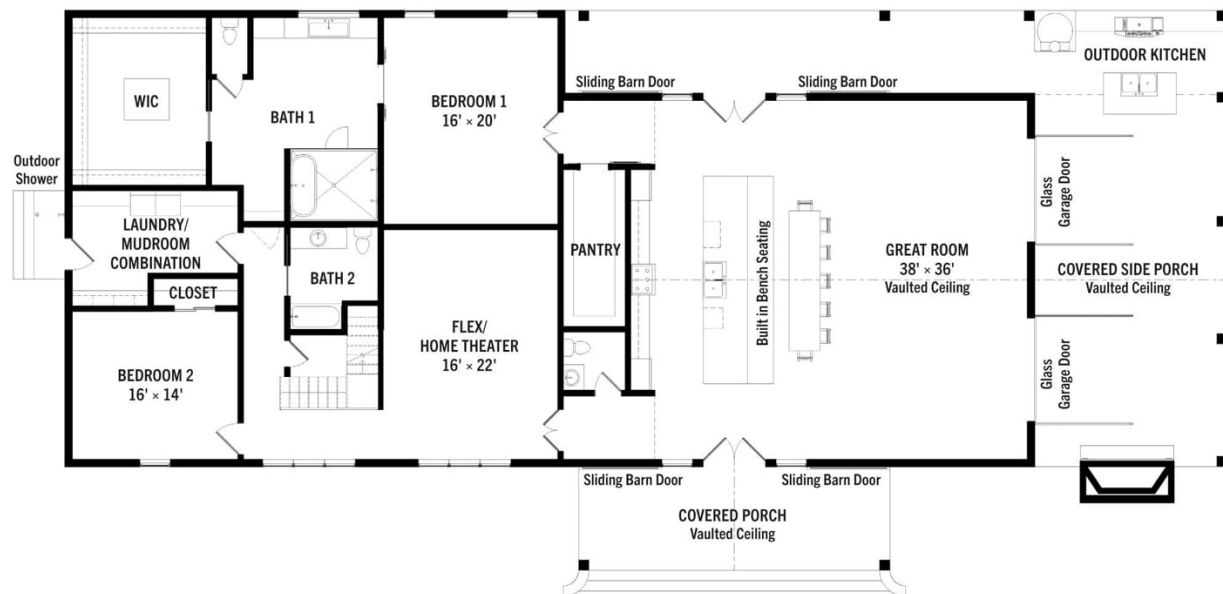 WIC
BATH 1
BEDROOM 1
16' × 20'
Sliding Barn Door
Sliding Barn Door
OUTDOOR KITCHEN
Outdoor
Shower
LAUNDRY/
MUDROOM
COMBINATION
CLOSET
BATH 2
PANTRY
Built in Bench Seating
GREAT ROOM
38' × 36'
Vaulted Ceiling
Glass
Garage Door
COVERED SIDE PORCH
Vaulted Ceiling
Glass
Garage Door
FLEX/
HOME THEATER
16' × 22'
BEDROOM 2
16' × 14'
Sliding Barn Door
Sliding Barn Door
COVERED PORCH
Vaulted Ceiling